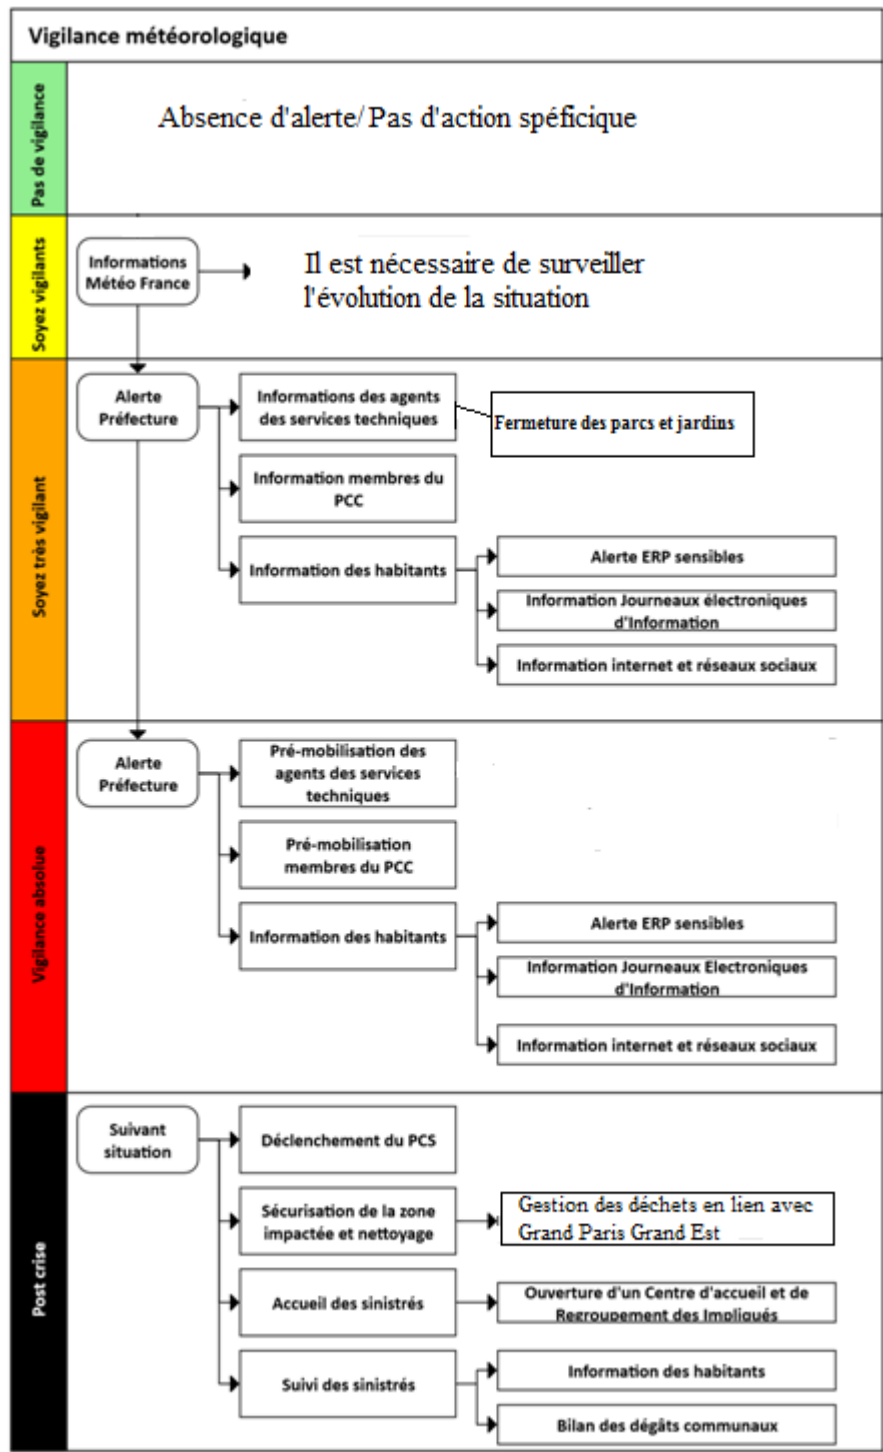 Vigilance météorologique
Pas de vigilance
Absence d'alerte/ Pas d'action spéficique
Soyez vigilants
Informations
Météo France
Il est nécessaire de surveiller
l'évolution de la situation
Soyez très vigilant
Alerte
Préfecture
Informations des agents
des services techniques
Fermeture des parcs et jardins
Information membres du
PCC
Information des habitants
Alerte ERP sensibles
Information Journeaux électroniques
d'Information
Information internet et réseaux sociaux
Vigilance absolue
Alerte
Préfecture
Pré-mobilisation des
agents des services
techniques
Pré-mobilisation
membres du PCC
Information des habitants
Alerte ERP sensibles
Information Journeaux Electroniques
d'Information
Information internet et réseaux sociaux
Post crise
Suivant
situation
Déclenchement du PCS
Sécurisation de la zone
impactée et nettoyage
Gestion des déchets en lien avec
Grand Paris Grand Est
Accueil des sinistrés
Ouverture d'un Centre d'accueil et de
Regroupement des Impliqués
Suivi des sinistrés
Information des habitants
Bilan des dégâts communaux